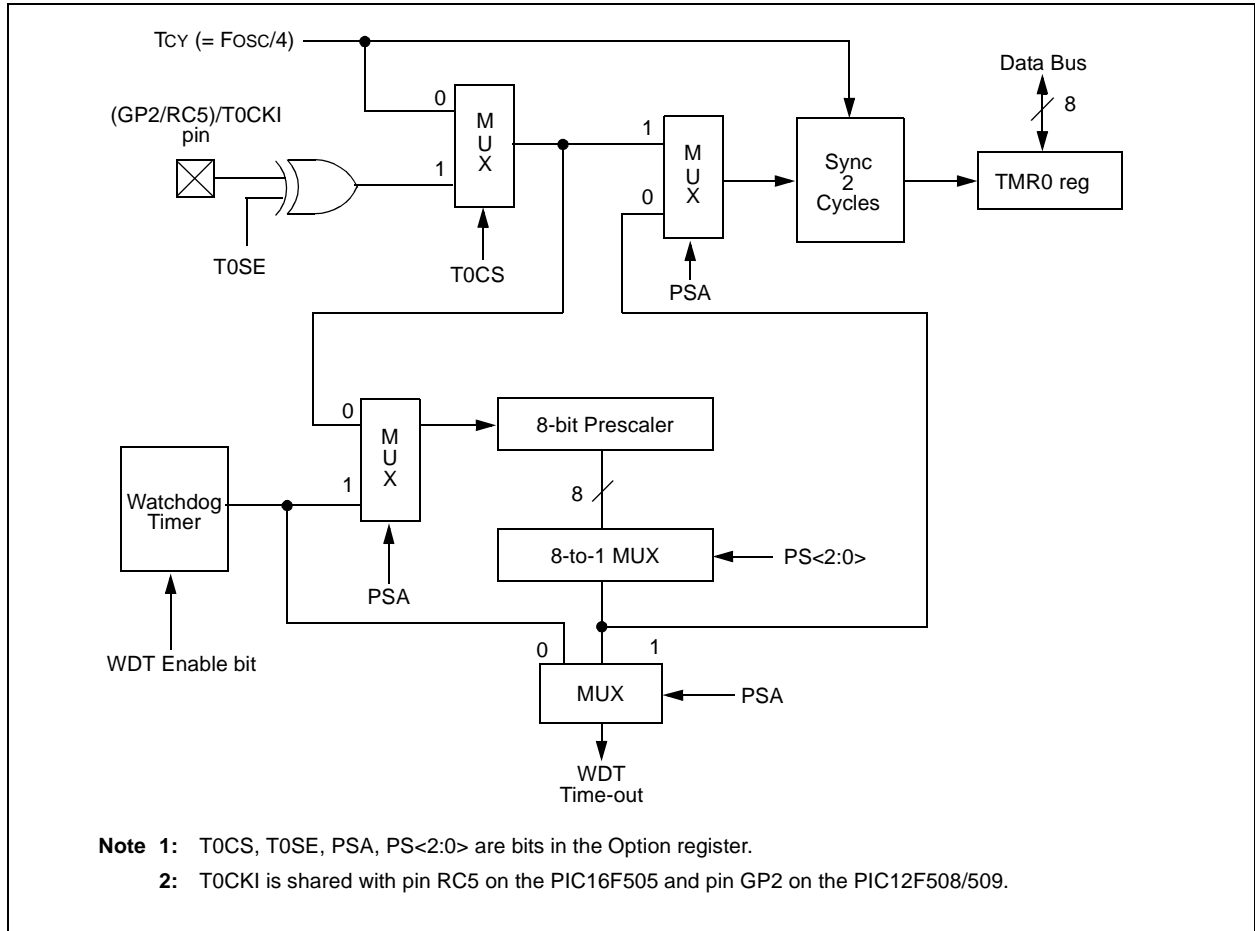 TCY (= FOSC/4)
Data Bus
8
(GP2/RC5)/T0CKI
pin
0
1
M
U
X
T0SE
T0CS
1
0
M
U
X
PSA
Sync
2
Cycles
TMR0 reg
0
1
M
U
X
PSA
8-bit Prescaler
8
8-to-1 MUX
PS<2:0>
Watchdog
Timer
WDT Enable bit
0
1
MUX
PSA
WDT
Time-out
Note 1: T0CS, T0SE, PSA, PS<2:0> are bits in the Option register.
2: T0CKI is shared with pin RC5 on the PIC16F505 and pin GP2 on the PIC12F508/509.